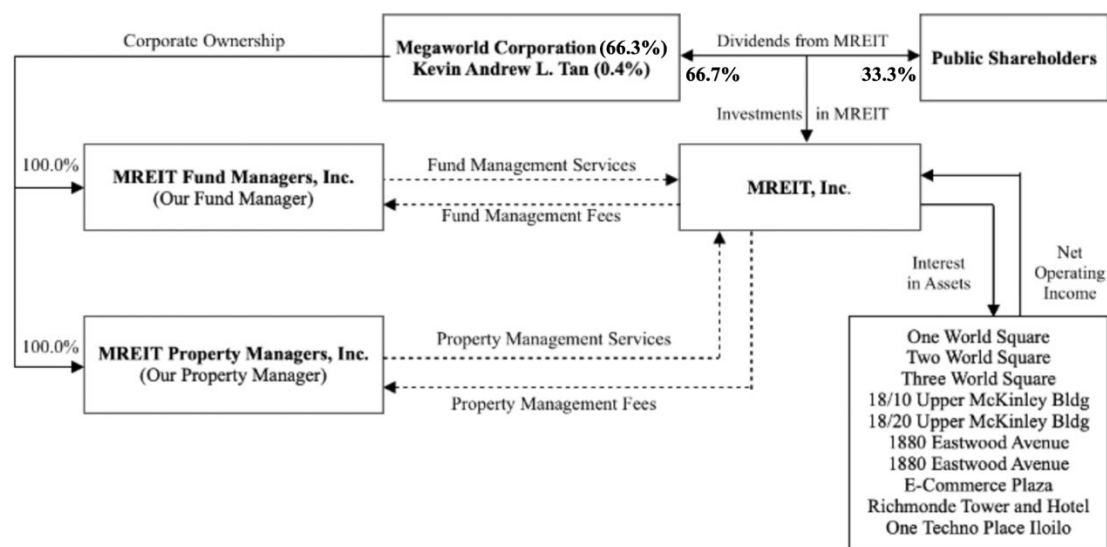 Corporate Ownership
Megaworld Corporation (66.3%)
Kevin Andrew L. Tan (0.4%)
Dividends from MREIT
66.7%
33.3%
Public Shareholders
Investments in MREIT
100.0%
MREIT Fund Managers, Inc.
(Our Fund Manager)
Fund Management Services
Fund Management Fees
MREIT, Inc.
Interest
in Assets
Net
Operating
Income
100.0%
MREIT Property Managers, Inc.
(Our Property Manager)
Property Management Services
Property Management Fees
One World Square
Two World Square
Three World Square
18/10 Upper McKinley Bldg
18/20 Upper McKinley Bldg
1880 Eastwood Avenue
1880 Eastwood Avenue
E-Commerce Plaza
Richmonde Tower and Hotel
One Techno Place Iloilo